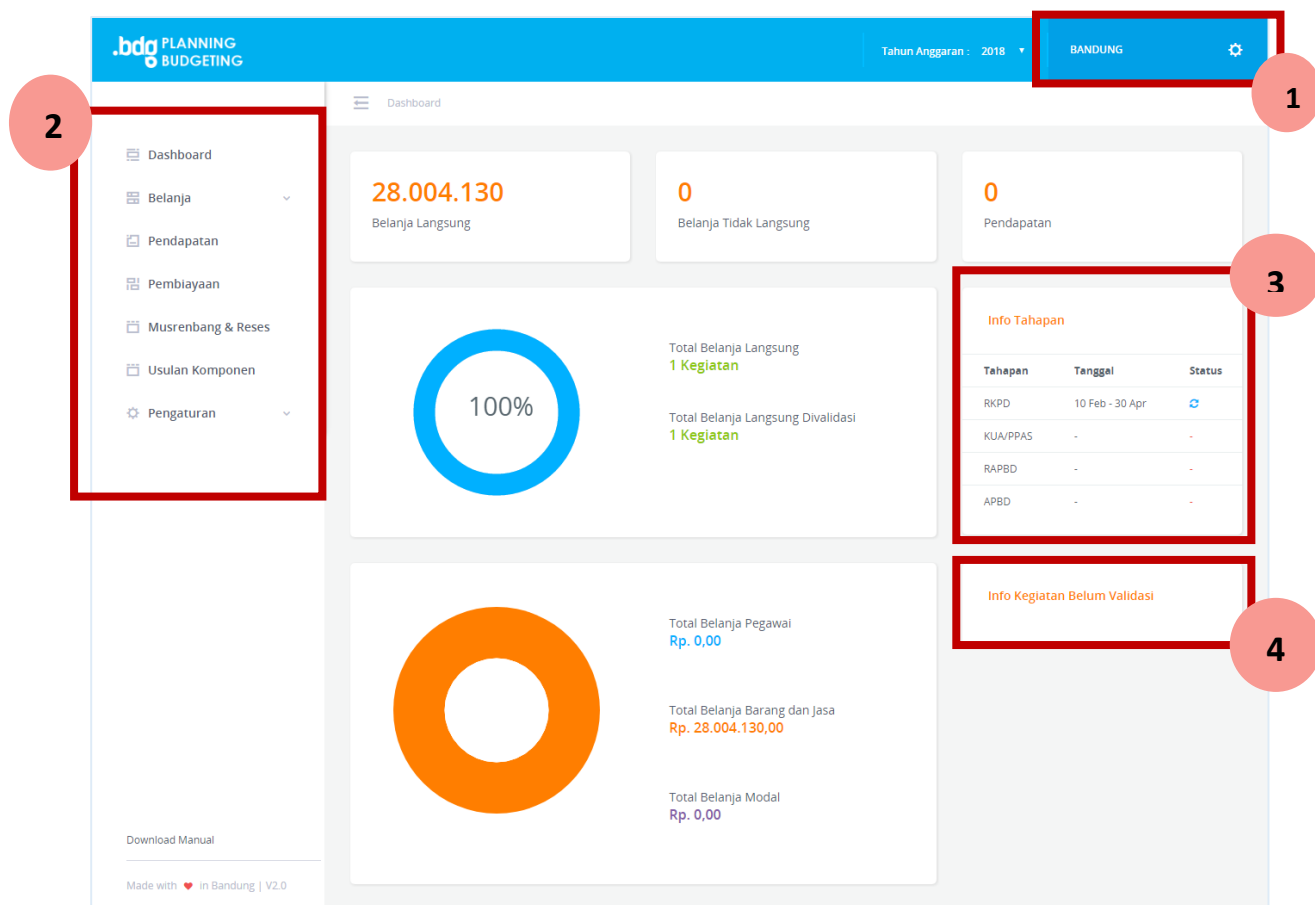 .bdg PLANNING
BUDGETING
Tahun Anggaran : 2018
BANDUNG
1
2
Dashboard
Dashboard
Belanja
Pendapatan
Pembiayaan
Musrenbang & Reses
Usulan Komponen
Pengaturan
28.004.130
Belanja Langsung
0
Belanja Tidak Langsung
0
Pendapatan
100%
Total Belanja Langsung
1 Kegiatan
Total Belanja Langsung Divalidasi
1 Kegiatan
3
Info Tahapan
Tahapan Tanggal Status
RKPD 10 Feb - 30 Apr
KUA/PPAS - -
RAPBD - -
APBD - -
Total Belanja Pegawai
Rp. 0,00
Total Belanja Barang dan Jasa
Rp. 28.004.130,00
Total Belanja Modal
Rp. 0,00
Info Kegiatan Belum Validasi
4
Download Manual
Made with ♥ in Bandung | V2.0